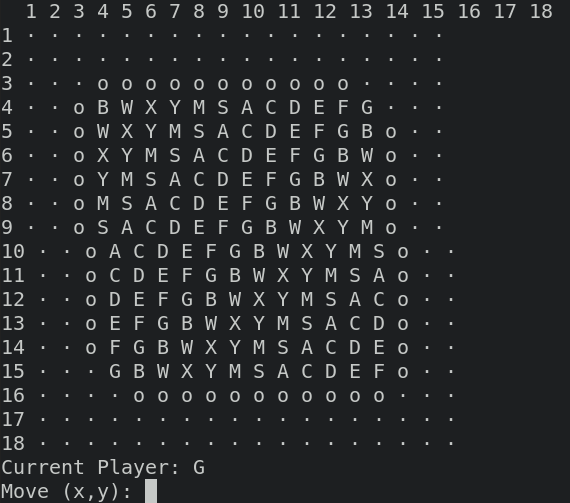 1 2 3 4 5 6 7 8 9 10 11 12 13 14 15 16 17 18
1 · · · · · · · · · · · · · · · · · ·
2 · · · · · · · · · · · · · · · · · ·
3 · · · o o o o o o o o o o o · · · ·
4 · · o B W X Y M S A C D E F G · · ·
5 · · o W X Y M S A C D E F G B o · ·
6 · · o X Y M S A C D E F G B W o · ·
7 · · o Y M S A C D E F G B W X o · ·
8 · · o M S A C D E F G B W X Y o · ·
9 · · o S A C D E F G B W X Y M o · ·
10 · · o A C D E F G B W X Y M S o · ·
11 · · o C D E F G B W X Y M S A o · ·
12 · · o D E F G B W X Y M S A C o · ·
13 · · o E F G B W X Y M S A C D o · ·
14 · · o F G B W X Y M S A C D E o · ·
15 · · · G B W X Y M S A C D E F o · ·
16 · · · · o o o o o o o o o o o · · ·
17 · · · · · · · · · · · · · · · · · ·
18 · · · · · · · · · · · · · · · · · ·
Current Player: G
Move (x,y):